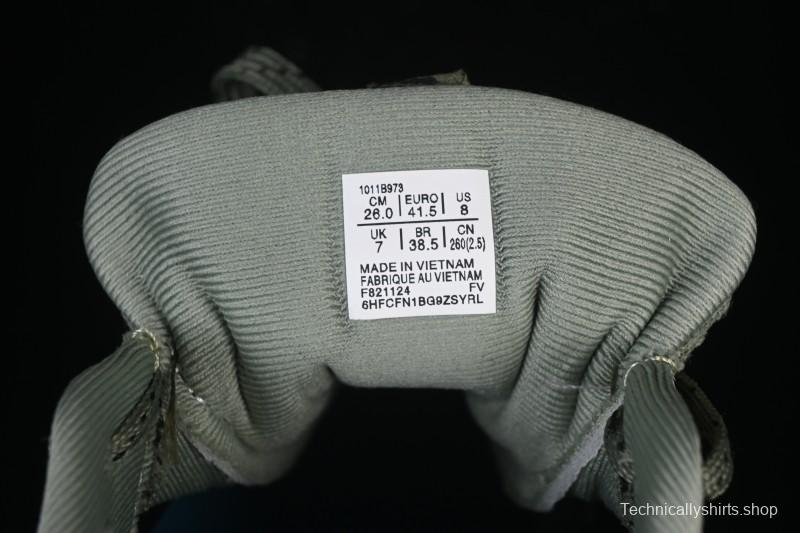 1011B973
CM | EURO | US
26.0 | 41.5 | 8
UK | BR | CN
7 | 38.5 | 260(2.5)
MADE IN VIETNAM
FABRIQUE AU VIETNAM
F821124 FV
6HFCFN1BG9ZSYRL
Technicallyshirts.shop